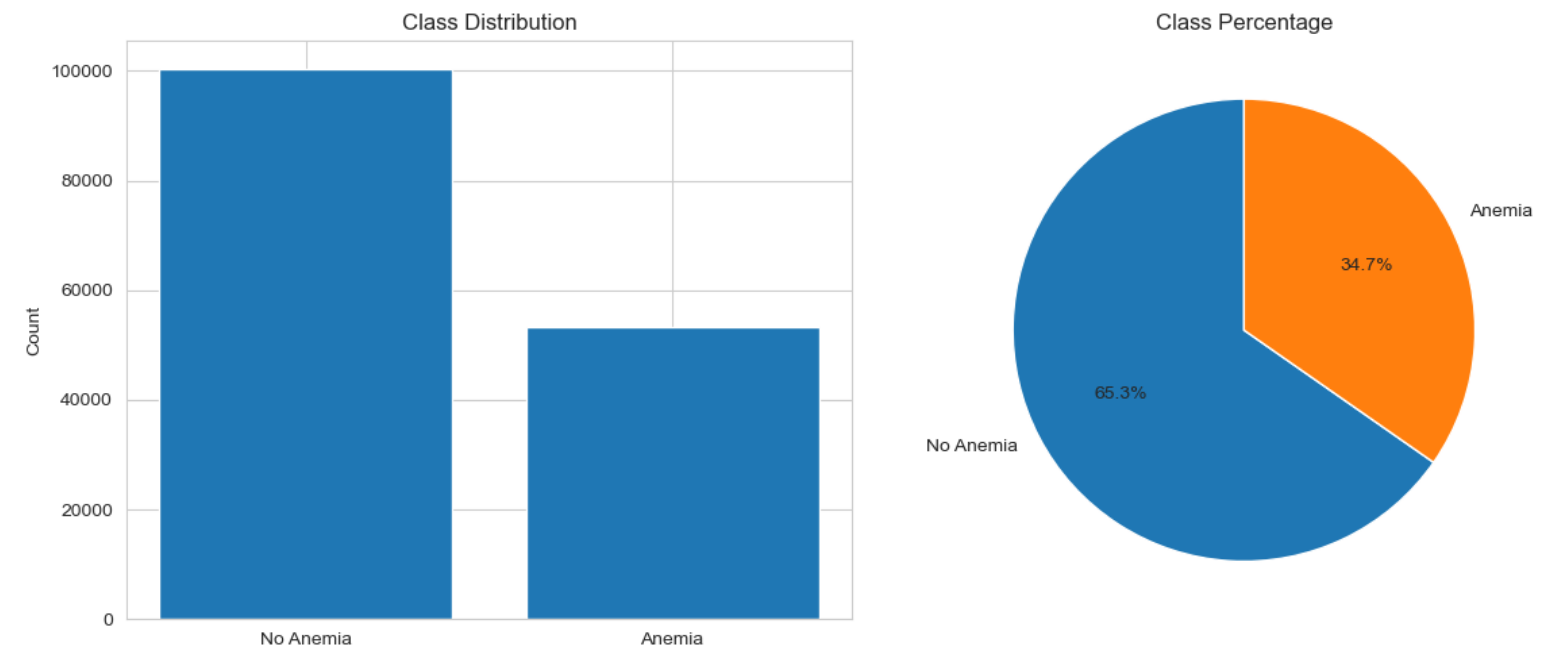 Class Distribution
100000
80000
60000
40000
20000
0
Count
No Anemia
Anemia
Class Percentage
Anemia
34.7%
65.3%
No Anemia